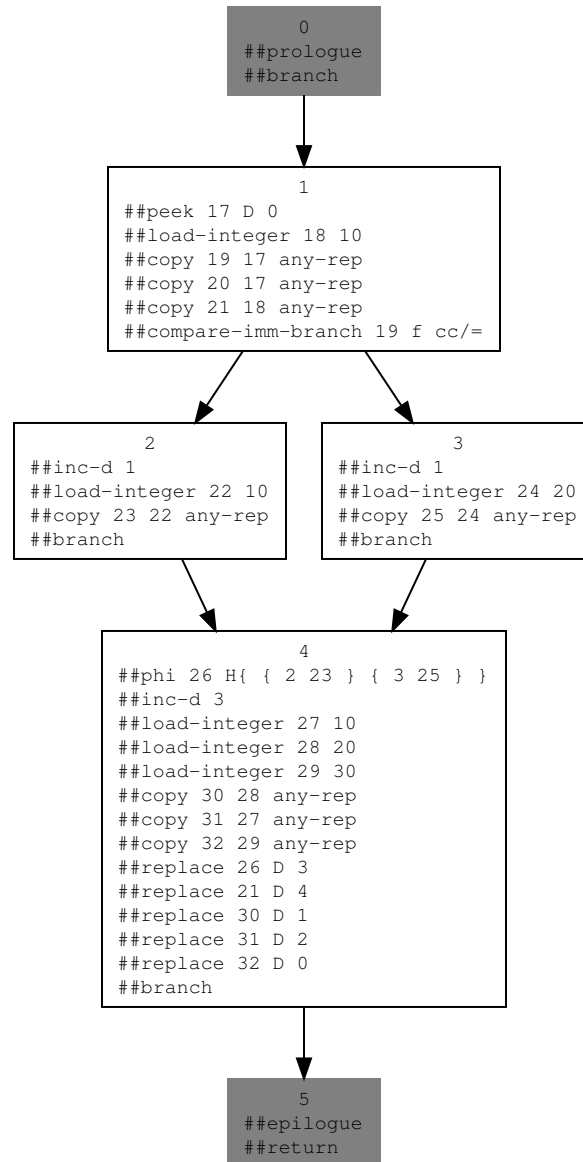 0
##prologue
##branch
1
##peek 17 D 0
##load-integer 18 10
##copy 19 17 any-rep
##copy 20 17 any-rep
##copy 21 18 any-rep
##compare-imm-branch 19 f cc/=
2
##inc-d 1
##load-integer 22 10
##copy 23 22 any-rep
##branch
3
##inc-d 1
##load-integer 24 20
##copy 25 24 any-rep
##branch
4
##phi 26 H{ { 2 23 } { 3 25 } }
##inc-d 3
##load-integer 27 10
##load-integer 28 20
##load-integer 29 30
##copy 30 28 any-rep
##copy 31 27 any-rep
##copy 32 29 any-rep
##replace 26 D 3
##replace 21 D 4
##replace 30 D 1
##replace 31 D 2
##replace 32 D 0
##branch
5
##epilogue
##return